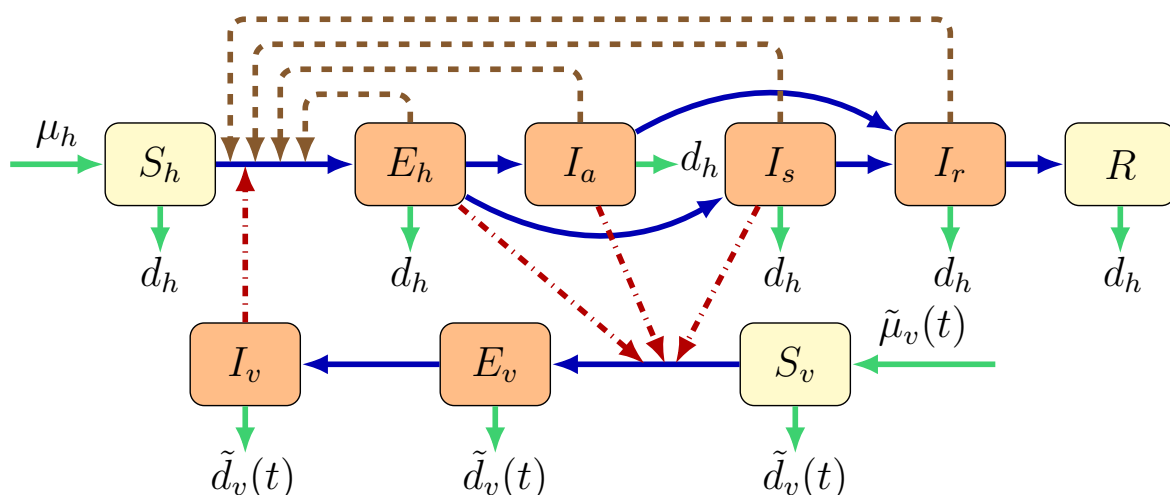 μ_h
S_h
E_h
I_a
d_h
I_s
I_r
R
d_h
d_h
d_h
d_h
d_h
μ̃_v(t)
I_v
E_v
S_v
d̃_v(t)
d̃_v(t)
d̃_v(t)